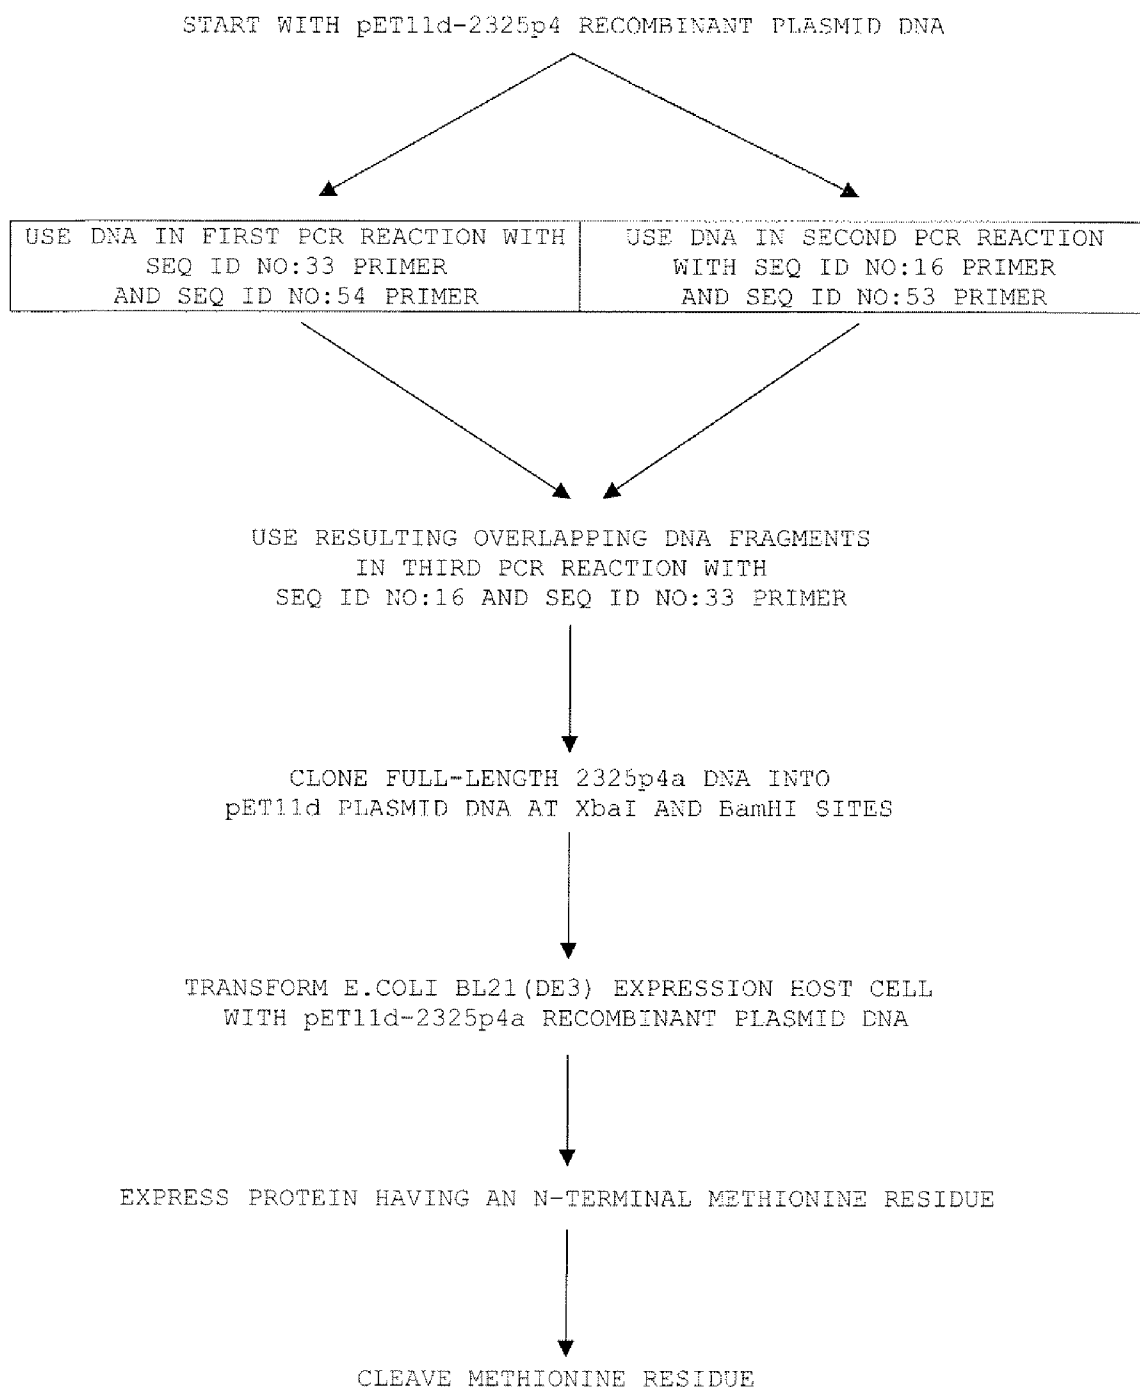 START WITH pET11d-2325p4 RECOMBINANT PLASMID DNA
USE DNA IN FIRST PCR REACTION WITH
SEQ ID NO:33 PRIMER
AND SEQ ID NO:54 PRIMER
USE DNA IN SECOND PCR REACTION
WITH SEQ ID NO:16 PRIMER
AND SEQ ID NO:53 PRIMER
USE RESULTING OVERLAPPING DNA FRAGMENTS
IN THIRD PCR REACTION WITH
SEQ ID NO:16 AND SEQ ID NO:33 PRIMER
CLONE FULL-LENGTH 2325p4a DNA INTO
pET11d PLASMID DNA AT XbaI AND BamHI SITES
TRANSFORM E.COLI BL21(DE3) EXPRESSION HOST CELL
WITH pET11d-2325p4a RECOMBINANT PLASMID DNA
EXPRESS PROTEIN HAVING AN N-TERMINAL METHIONINE RESIDUE
CLEAVE METHIONINE RESIDUE